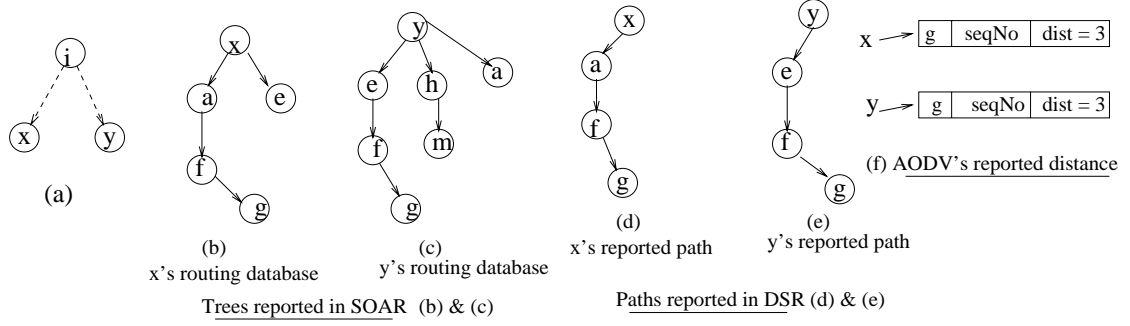 i
x y
(a)
x
a e
f
g
(b)
x's routing database
y
e h a
f m
g
(c)
y's routing database
Trees reported in SOAR (b) & (c)
x
a
f
g
(d)
x's reported path
y
e
f
g
(e)
y's reported path
Paths reported in DSR (d) & (e)
x g seqNo dist = 3
y g seqNo dist = 3
(f) AODV's reported distance